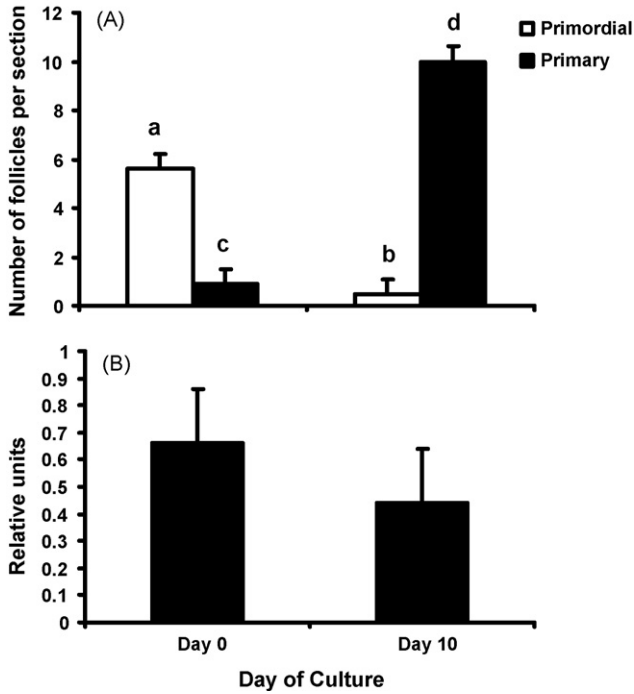 (A)
Primordial
Primary
Number of follicles per section
12
10
8
6
4
2
0
a
c
b
d
(B)
Relative units
1
0.9
0.8
0.7
0.6
0.5
0.4
0.3
0.2
0.1
0
Day 0
Day 10
Day of Culture